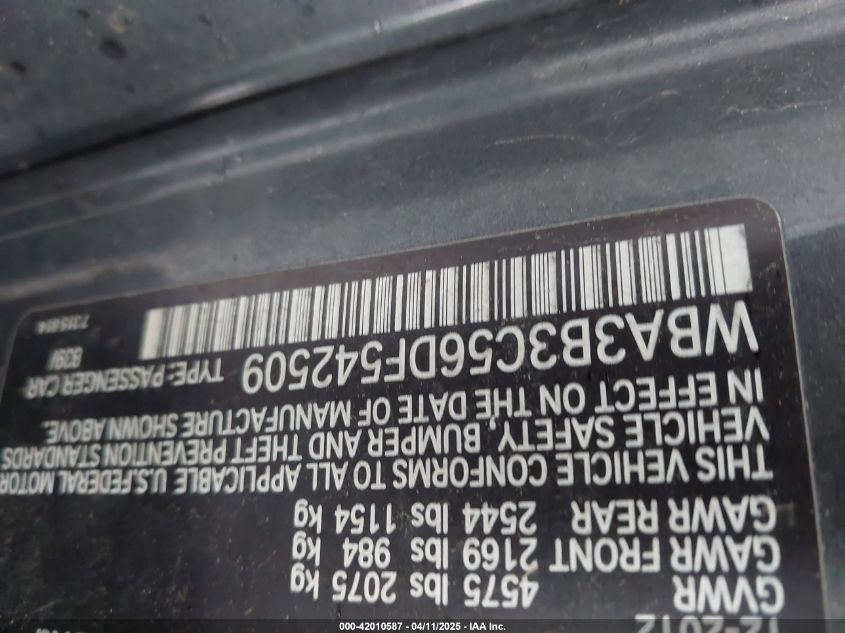 12-2012
GVWR 4575 lbs 2075 kg
GAWR FRONT 2169 lbs 984 kg
GAWR REAR 2544 lbs 1154 kg
THIS VEHICLE CONFORMS TO ALL APPLICABLE U.S. FEDERAL MOTOR
VEHICLE SAFETY, BUMPER AND THEFT PREVENTION STANDARDS
IN EFFECT ON THE DATE OF MANUFACTURE SHOWN ABOVE.
WBA3B3C56DF542509 TYPE: PASSENGER CAR
000-42010587 - 04/11/2025 - IAA Inc.